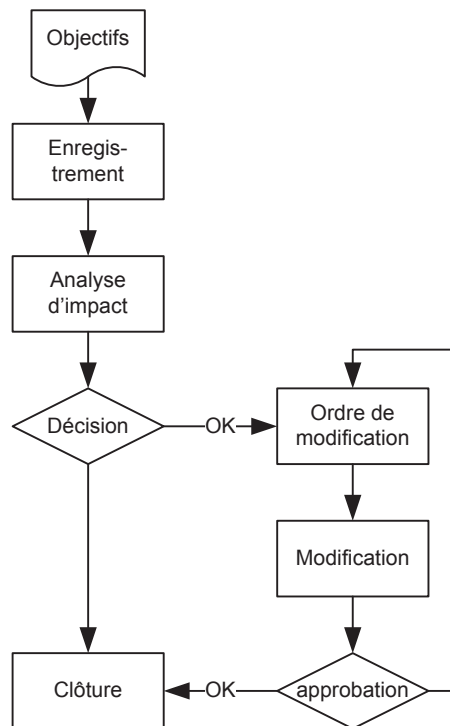 Objectifs
Enregis-
trement
Analyse
d'impact
Décision
OK
Ordre de
modification
Modification
Clôture
OK
approbation